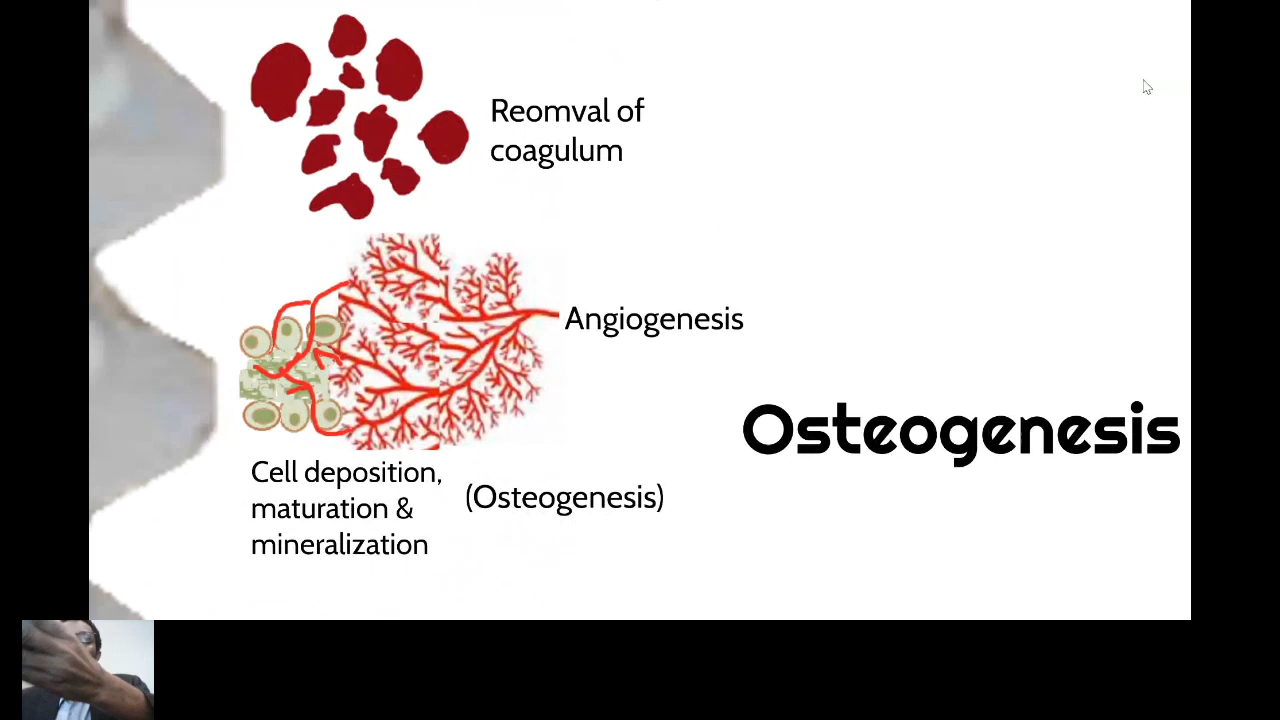 Reomval of
coagulum
Angiogenesis
Osteogenesis
Cell deposition,
maturation &
mineralization
(Osteogenesis)